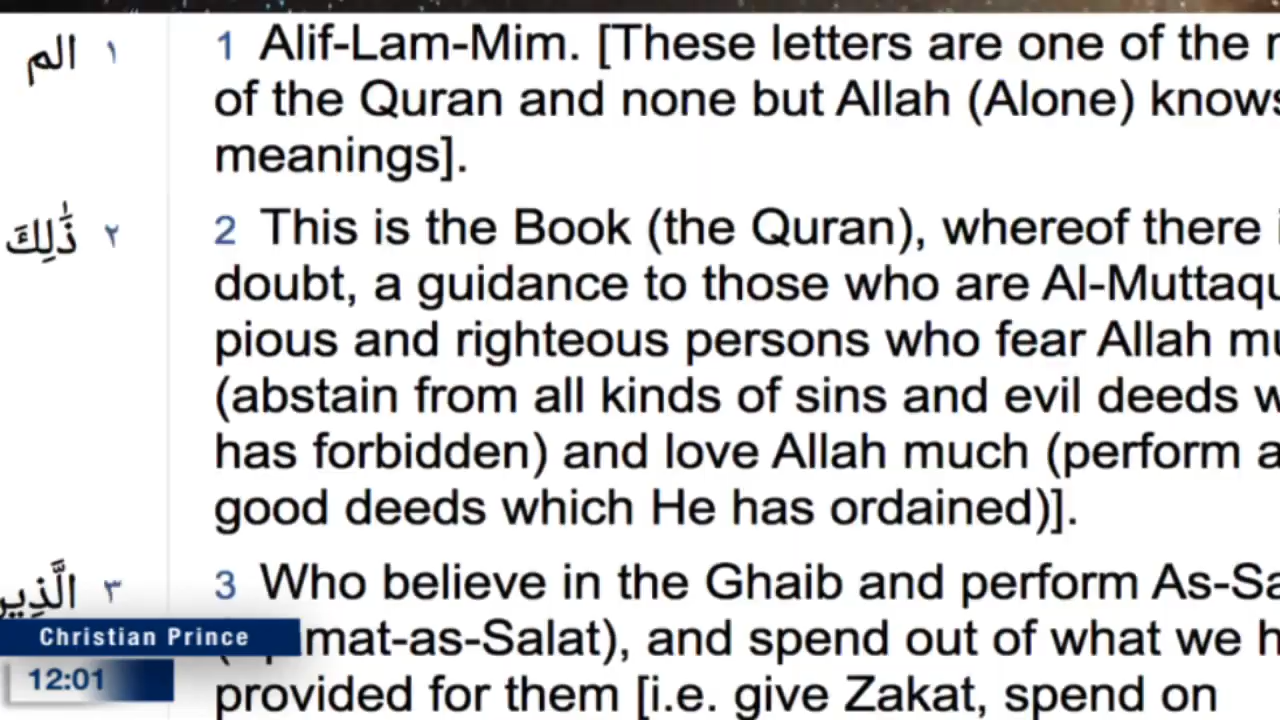 الم ١
1 Alif-Lam-Mim. [These letters are one of the
of the Quran and none but Allah (Alone) knows
meanings].
ذَٰلِكَ ٢
2 This is the Book (the Quran), whereof there
doubt, a guidance to those who are Al-Muttaqu
pious and righteous persons who fear Allah
(abstain from all kinds of sins and evil deeds
has forbidden) and love Allah much (perform
good deeds which He has ordained)].
٣
3 Who believe in the Ghaib and perform As-Sa
mat-as-Salat), and spend out of what we
provided for them [i.e. give Zakat, spend on
Christian Prince
12:01